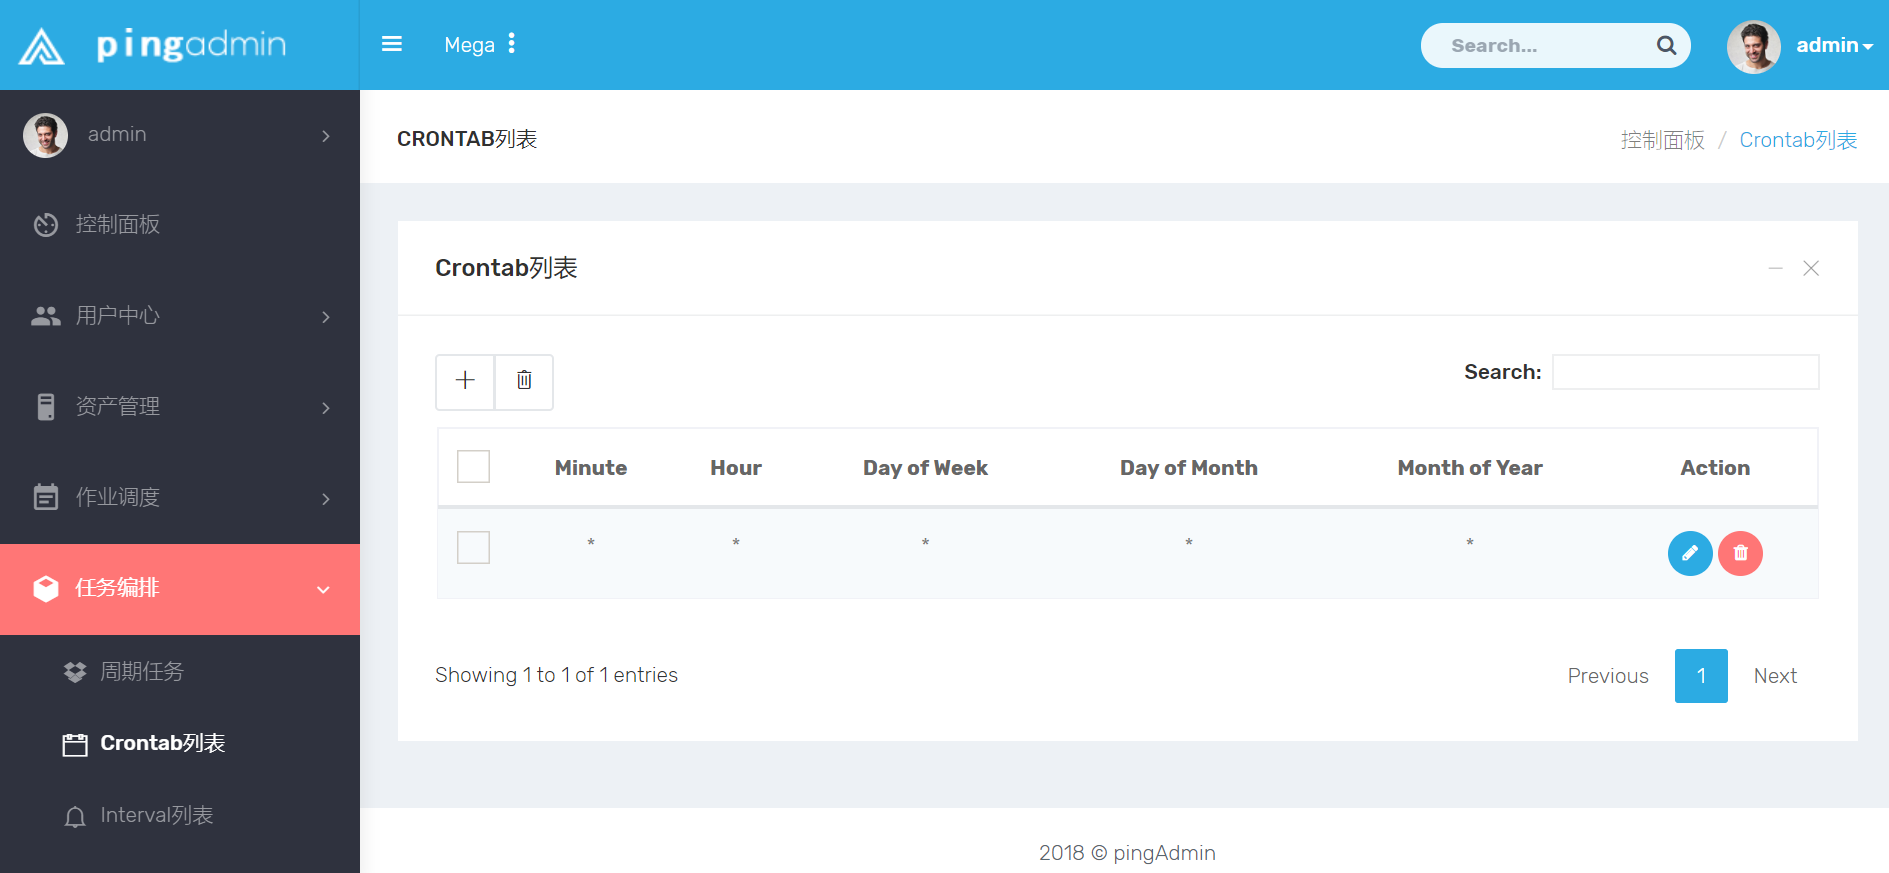 pingadmin
Mega
Search...
admin
admin
控制面板
用户中心
资产管理
作业调度
任务编排
周期任务
Crontab列表
Interval列表
CRONTAB列表
控制面板 / Crontab列表
Crontab列表
Search:
Minute Hour Day of Week Day of Month Month of Year Action
* * * * *
Showing 1 to 1 of 1 entries
Previous 1 Next
2018 © pingAdmin